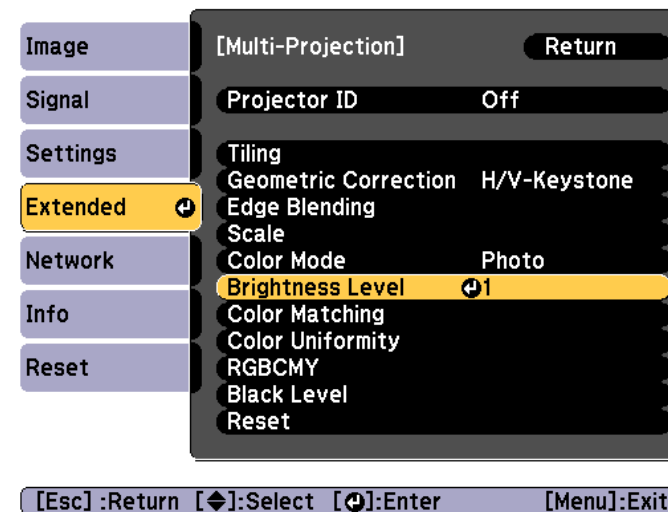 Image
Signal
Settings
Extended
Network
Info
Reset
[Multi-Projection] Return
Projector ID Off
Tiling
Geometric Correction H/V-Keystone
Edge Blending
Scale
Color Mode Photo
Brightness Level 1
Color Matching
Color Uniformity
RGBCMY
Black Level
Reset
[Esc] :Return [◆]:Select [⏎]:Enter [Menu]:Exit